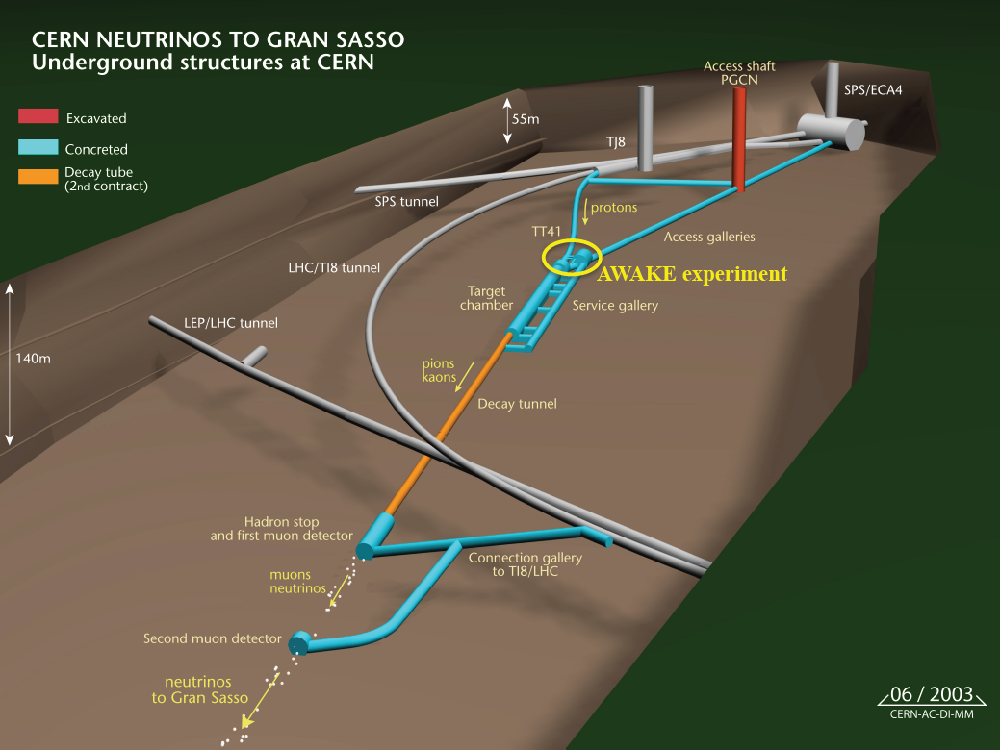 CERN NEUTRINOS TO GRAN SASSO
Underground structures at CERN
Excavated
Concreted
Decay tube
(2nd contract)
55m
Access shaft
PGCN
SPS/ECA4
TJ8
SPS tunnel
protons
TT41
Access galleries
LHC/TI8 tunnel
AWAKE experiment
Target
chamber
Service gallery
LEP/LHC tunnel
140m
pions
kaons
Decay tunnel
Hadron stop
and first muon detector
Connection gallery
to TI8/LHC
muons
neutrinos
Second muon detector
neutrinos
to Gran Sasso
06 / 2003
CERN-AC-DI-MM